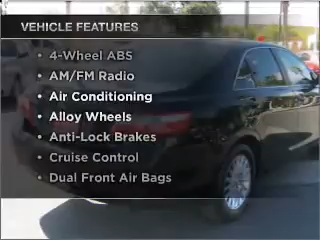 VEHICLE FEATURES
• 4-Wheel ABS
• AM/FM Radio
• Air Conditioning
• Alloy Wheels
• Anti-Lock Brakes
• Cruise Control
• Dual Front Air Bags